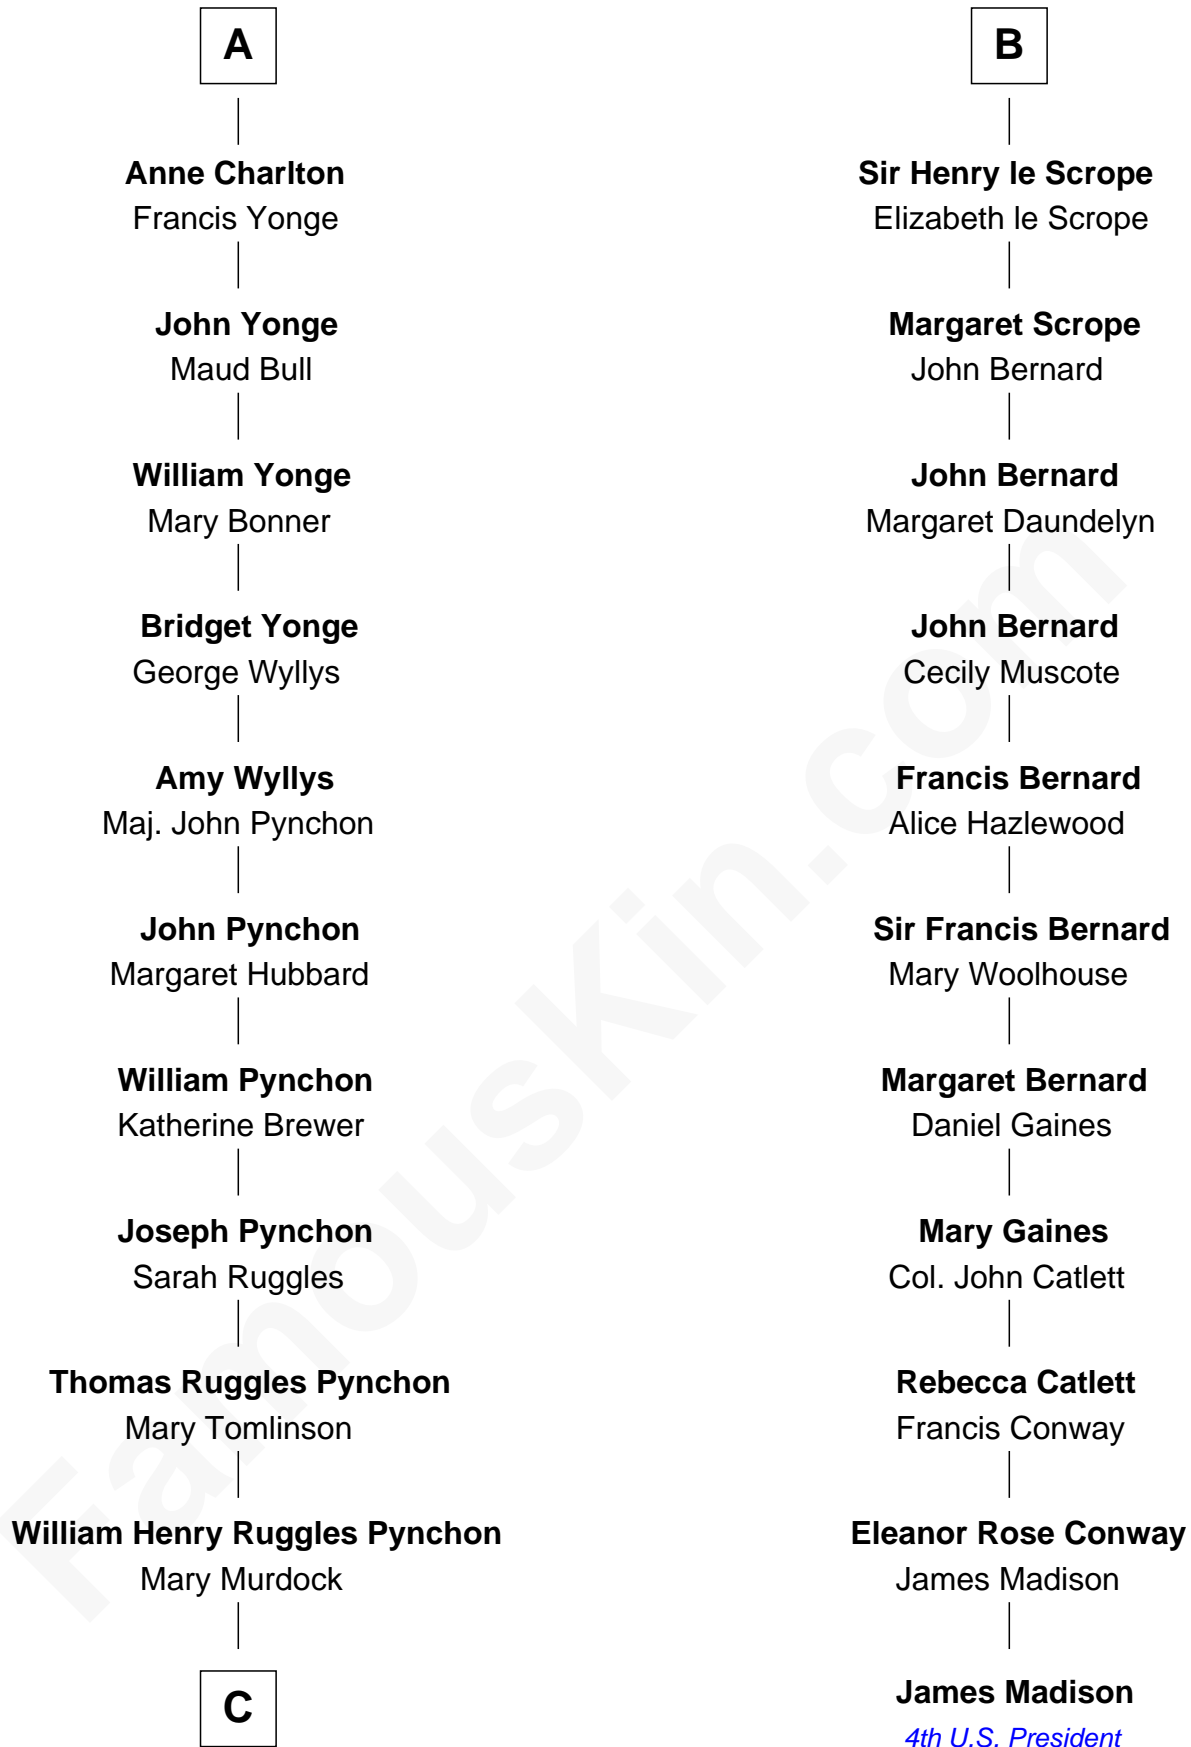 A
Anne Charlton
Francis Yonge
John Yonge
Maud Bull
William Yonge
Mary Bonner
Bridget Yonge
George Wyllys
Amy Wyllys
Maj. John Pynchon
John Pynchon
Margaret Hubbard
William Pynchon
Katherine Brewer
Joseph Pynchon
Sarah Ruggles
Thomas Ruggles Pynchon
Mary Tomlinson
William Henry Ruggles Pynchon
Mary Murdock
C
B
Sir Henry le Scrope
Elizabeth le Scrope
Margaret Scrope
John Bernard
John Bernard
Margaret Daundelyn
John Bernard
Cecily Muscote
Francis Bernard
Alice Hazlewood
Sir Francis Bernard
Mary Woolhouse
Margaret Bernard
Daniel Gaines
Mary Gaines
Col. John Catlett
Rebecca Catlett
Francis Conway
Eleanor Rose Conway
James Madison
James Madison
4th U.S. President
FamousKin.com